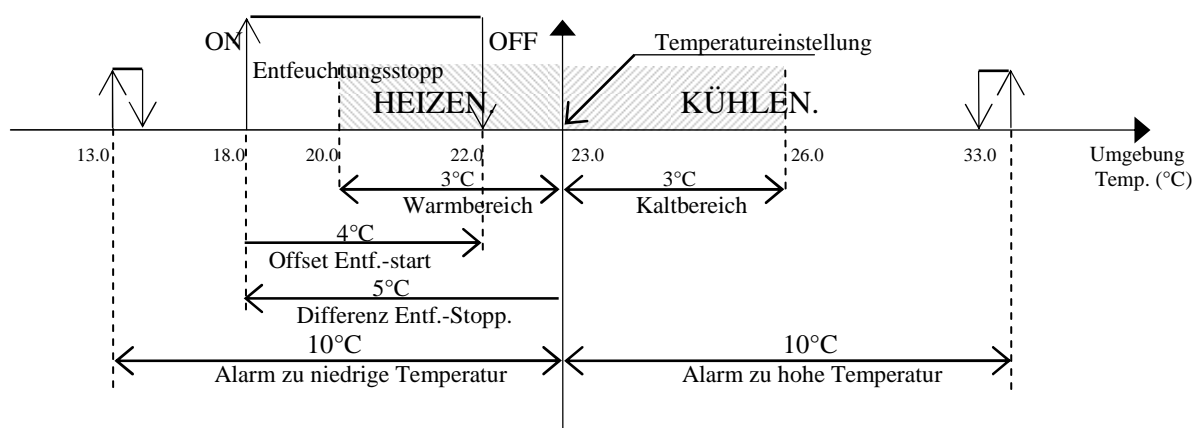 ON
OFF
Temperatureinstellung
Entfeuchtungsstopp
HEIZEN.
KÜHLEN.
13.0
18.0
20.0
22.0
23.0
26.0
33.0
Umgebung
Temp. (°C)
3°C
3°C
Warmbereich
Kaltbereich
4°C
Offset Entf.-start
5°C
Differenz Entf.-Stopp.
10°C
10°C
Alarm zu niedrige Temperatur
Alarm zu hohe Temperatur